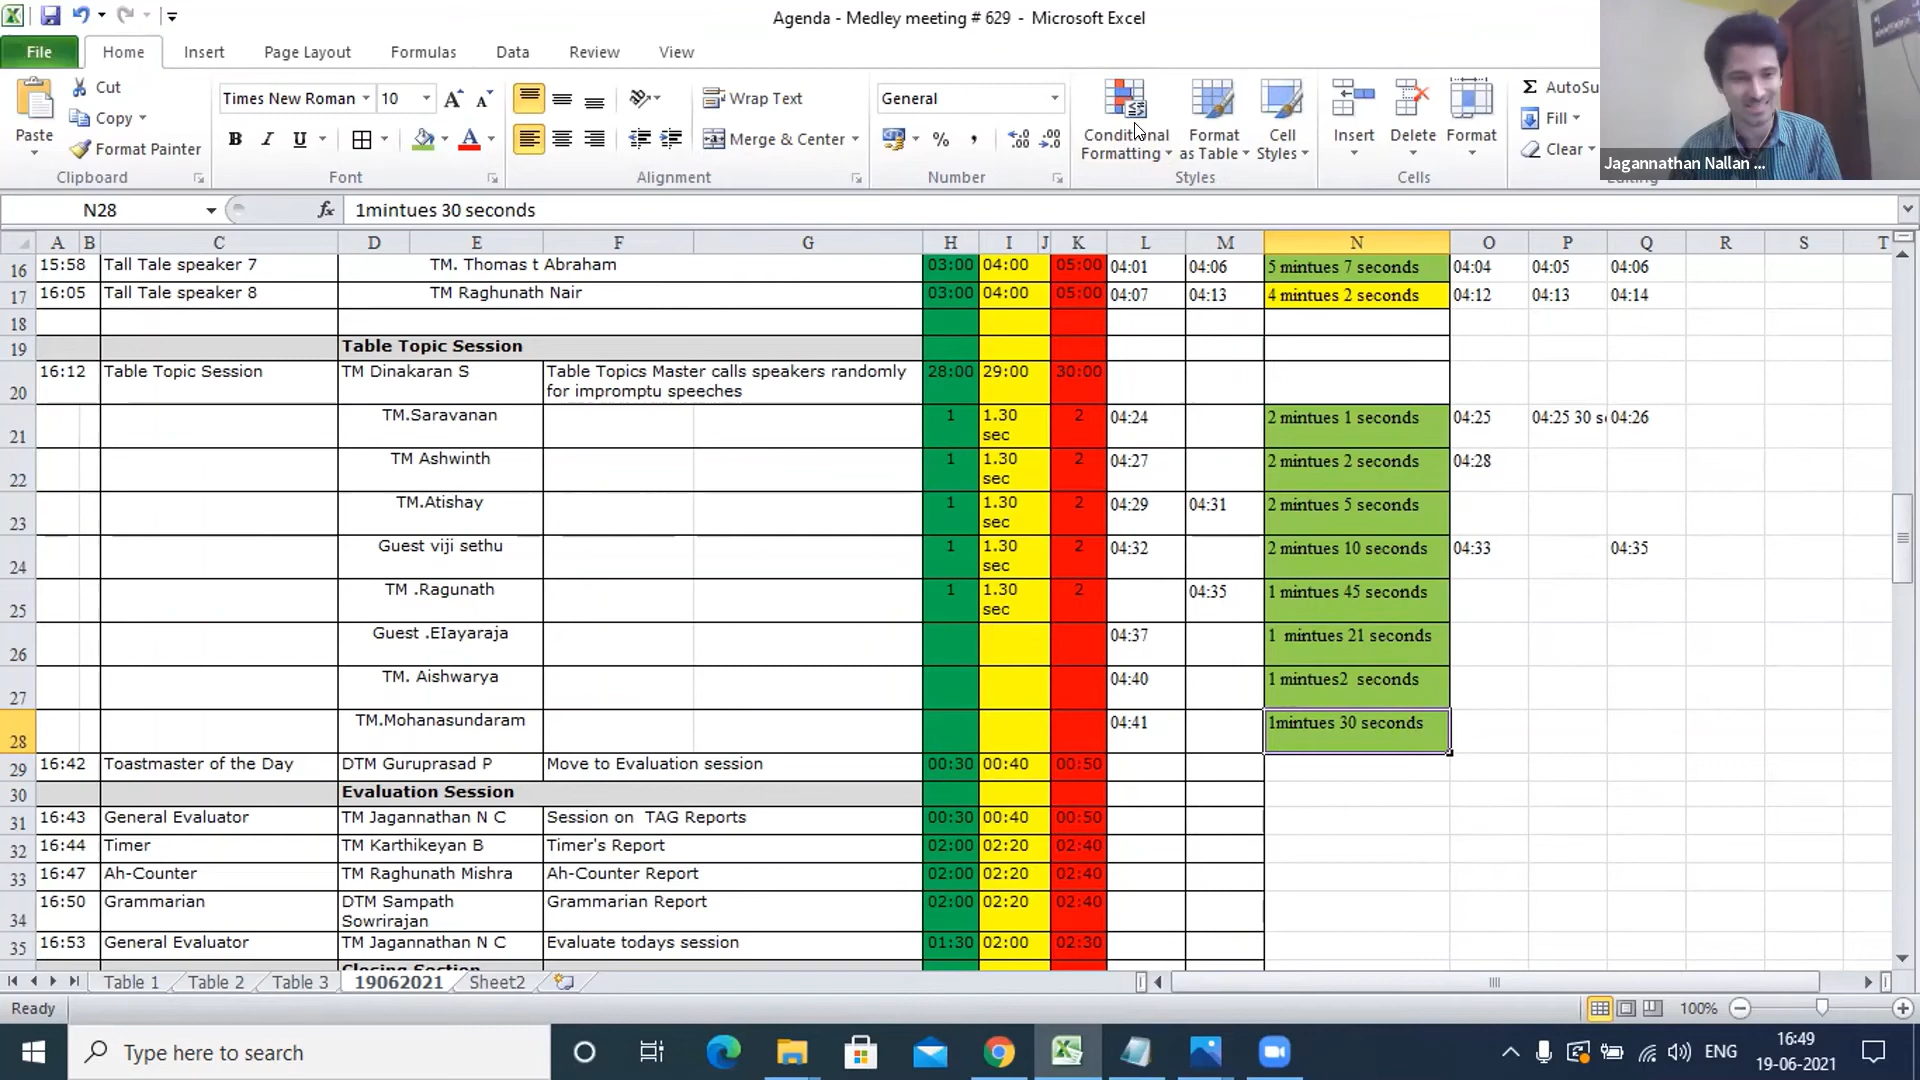 Agenda - Medley meeting # 629 - Microsoft Excel
File Home Insert Page Layout Formulas Data Review View
Cut
Copy
Format Painter
Paste
Times New Roman 10
B I U
Wrap Text
Merge & Center
General
Conditional Formatting
Format as Table
Cell Styles
Insert Delete Format
AutoSu
Fill
Clear
Clipboard Font Alignment Number Styles Cells
Jagannathan Nallan ...
N28 fx 1mintues 30 seconds
A B C D E F G H I J K L M N O P Q R S T
16 15:58 Tall Tale speaker 7 TM. Thomas t Abraham 03:00 04:00 05:00 04:01 04:06 5 mintues 7 seconds 04:04 04:05 04:06
17 16:05 Tall Tale speaker 8 TM Raghunath Nair 03:00 04:00 05:00 04:07 04:13 4 mintues 2 seconds 04:12 04:13 04:14
18
19 Table Topic Session
20 16:12 Table Topic Session TM Dinakaran S Table Topics Master calls speakers randomly for impromptu speeches 28:00 29:00 30:00
21 TM.Saravanan 1 1.30 sec 2 04:24 2 mintues 1 seconds 04:25 04:25 30 s 04:26
22 TM Ashwinth 1 1.30 sec 2 04:27 2 mintues 2 seconds 04:28
23 TM.Atishay 1 1.30 sec 2 04:29 04:31 2 mintues 5 seconds
24 Guest viji sethu 1 1.30 sec 2 04:32 2 mintues 10 seconds 04:33 04:35
25 TM .Ragunath 1 1.30 sec 2 04:35 1 mintues 45 seconds
26 Guest .EIayaraja 04:37 1 mintues 21 seconds
27 TM. Aishwarya 04:40 1 mintues2 seconds
28 TM.Mohanasundaram 04:41 1mintues 30 seconds
29 16:42 Toastmaster of the Day DTM Guruprasad P Move to Evaluation session 00:30 00:40 00:50
30 Evaluation Session
31 16:43 General Evaluator TM Jagannathan N C Session on TAG Reports 00:30 00:40 00:50
32 16:44 Timer TM Karthikeyan B Timer's Report 02:00 02:20 02:40
33 16:47 Ah-Counter TM Raghunath Mishra Ah-Counter Report 02:00 02:20 02:40
34 16:50 Grammarian DTM Sampath Sowrirajan Grammarian Report 02:00 02:20 02:40
35 16:53 General Evaluator TM Jagannathan N C Evaluate todays session 01:30 02:00 02:30
Table 1 Table 2 Table 3 19062021 Sheet2
Ready 100%
Type here to search
ENG
16:49
19-06-2021